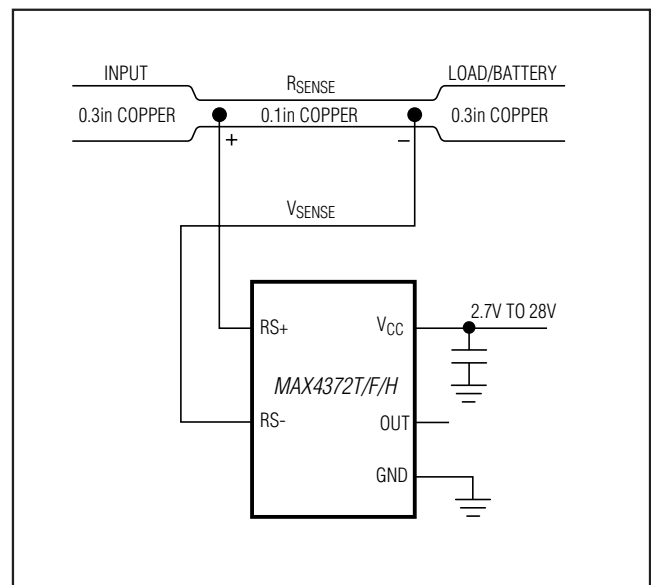 INPUT RSENSE LOAD/BATTERY
0.3in COPPER 0.1in COPPER 0.3in COPPER
+ −
VSENSE
2.7V TO 28V
RS+ VCC
MAX4372T/F/H
RS- OUT
GND